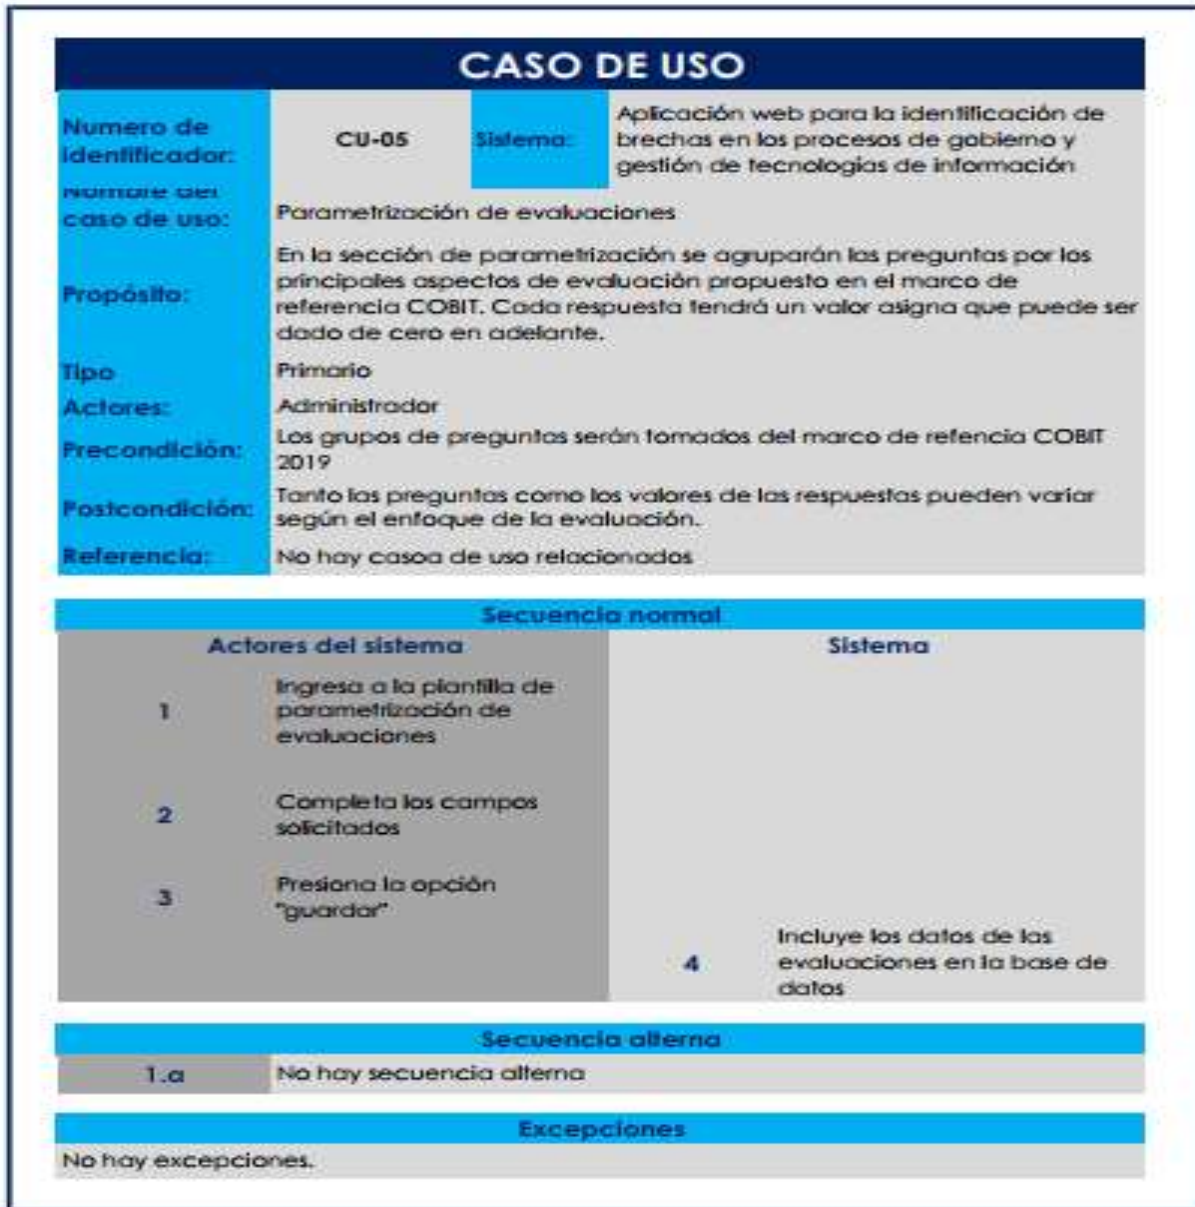 CASO DE USO
Numero de
identificador:
CU-05
Sistema:
Aplicación web para la identificación de
brechas en los procesos de gobierno y
gestión de tecnologías de información
Nombre del
caso de uso:
Parametrización de evaluaciones
Propósito:
En la sección de parametrización se agruparán las preguntas por los
principales aspectos de evaluación propuesto en el marco de
referencia COBIT. Cada respuesta tendrá un valor asigna que puede ser
dado de cero en adelante.
Tipo
Primario
Actores:
Administrador
Precondición:
Los grupos de preguntas serán tomados del marco de refencia COBIT
2019
Postcondición:
Tanto las preguntas como los valores de las respuestas pueden variar
según el enfoque de la evaluación.
Referencia:
No hay casoa de uso relacionados
Secuencia normal
Actores del sistema
Sistema
1
Ingresa a la plantilla de
parametrización de
evaluaciones
2
Completa los campos
solicitados
3
Presiona la opción
"guardar"
4
Incluye los datos de las
evaluaciones en la base de
datos
Secuencia alterna
1.a
No hay secuencia alterna
Excepciones
No hay excepciones.